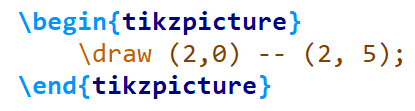 \begin{tikzpicture}
    \draw (2,0) -- (2, 5);
\end{tikzpicture}